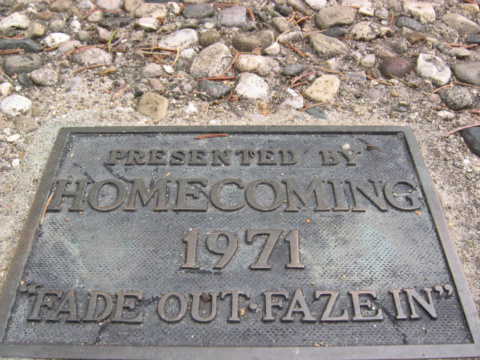 PRESENTED BY
HOMECOMING
1971
"FADE OUT-FAZE IN"